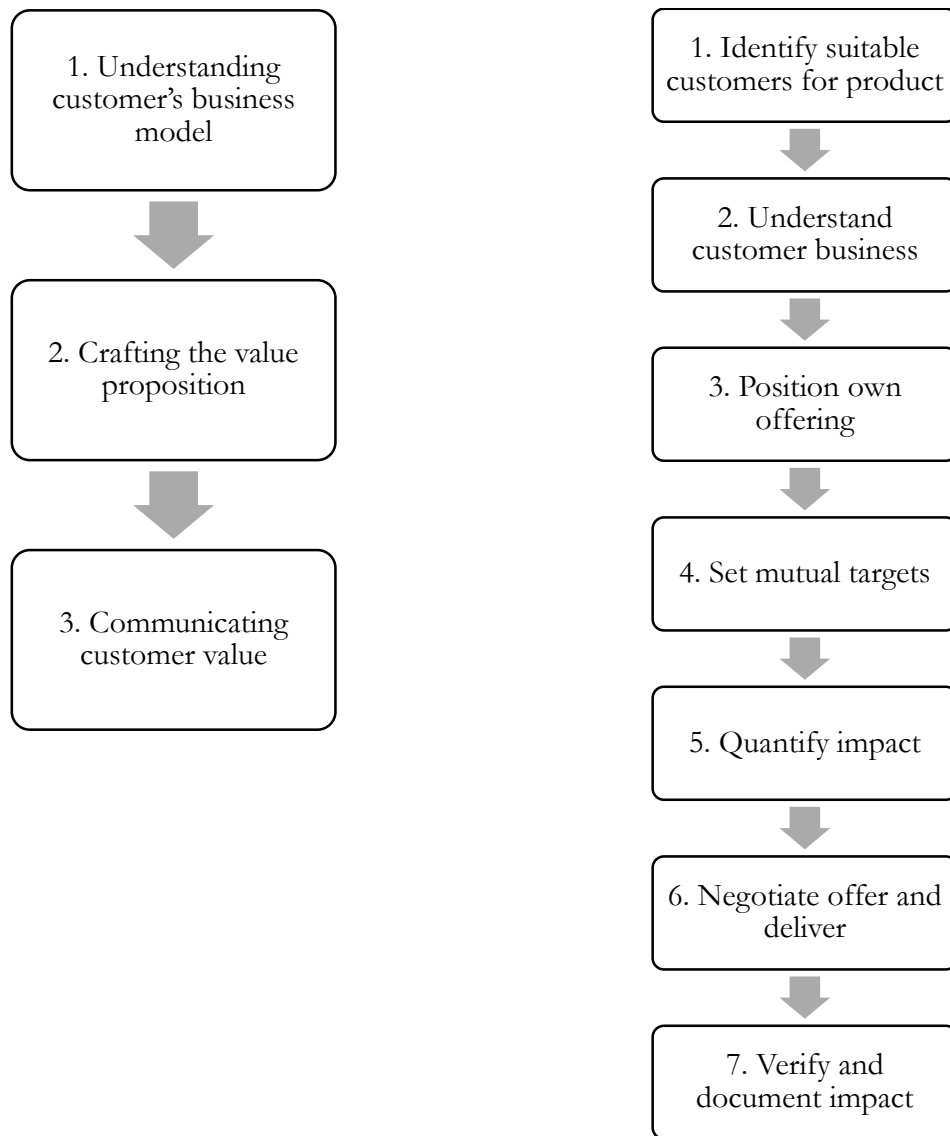 1. Understanding
customer’s business
model
2. Crafting the value
proposition
3. Communicating
customer value
1. Identify suitable
customers for product
2. Understand
customer business
3. Position own
offering
4. Set mutual targets
5. Quantify impact
6. Negotiate offer and
deliver
7. Verify and
document impact